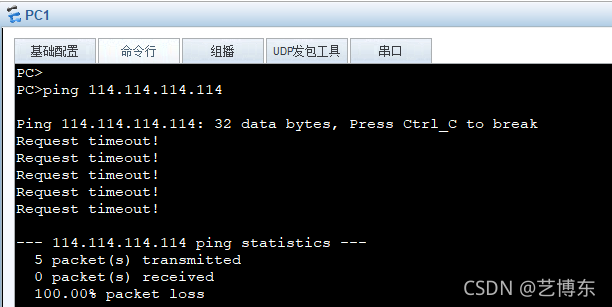 PC1
基础配置 命令行 组播 UDP发包工具 串口
PC>
PC>ping 114.114.114.114
Ping 114.114.114.114: 32 data bytes, Press Ctrl_C to break
Request timeout!
Request timeout!
Request timeout!
Request timeout!
Request timeout!
--- 114.114.114.114 ping statistics ---
5 packet(s) transmitted
0 packet(s) received
100.00% packet loss
CSDN @艺博东